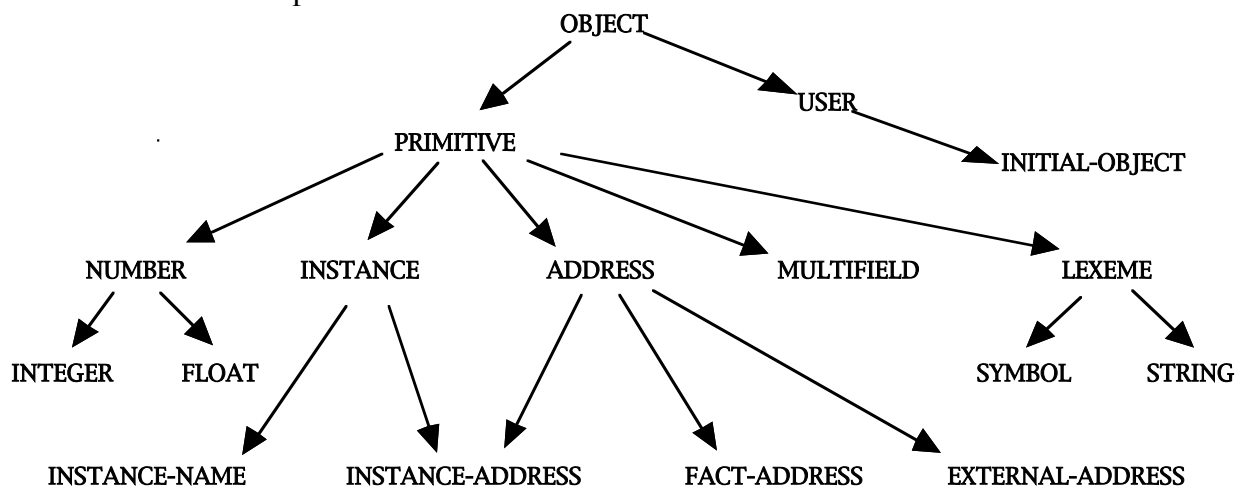 OBJECT
USER
PRIMITIVE
INITIAL-OBJECT
NUMBER INSTANCE ADDRESS MULTIFIELD LEXEME
INTEGER FLOAT SYMBOL STRING
INSTANCE-NAME INSTANCE-ADDRESS FACT-ADDRESS EXTERNAL-ADDRESS